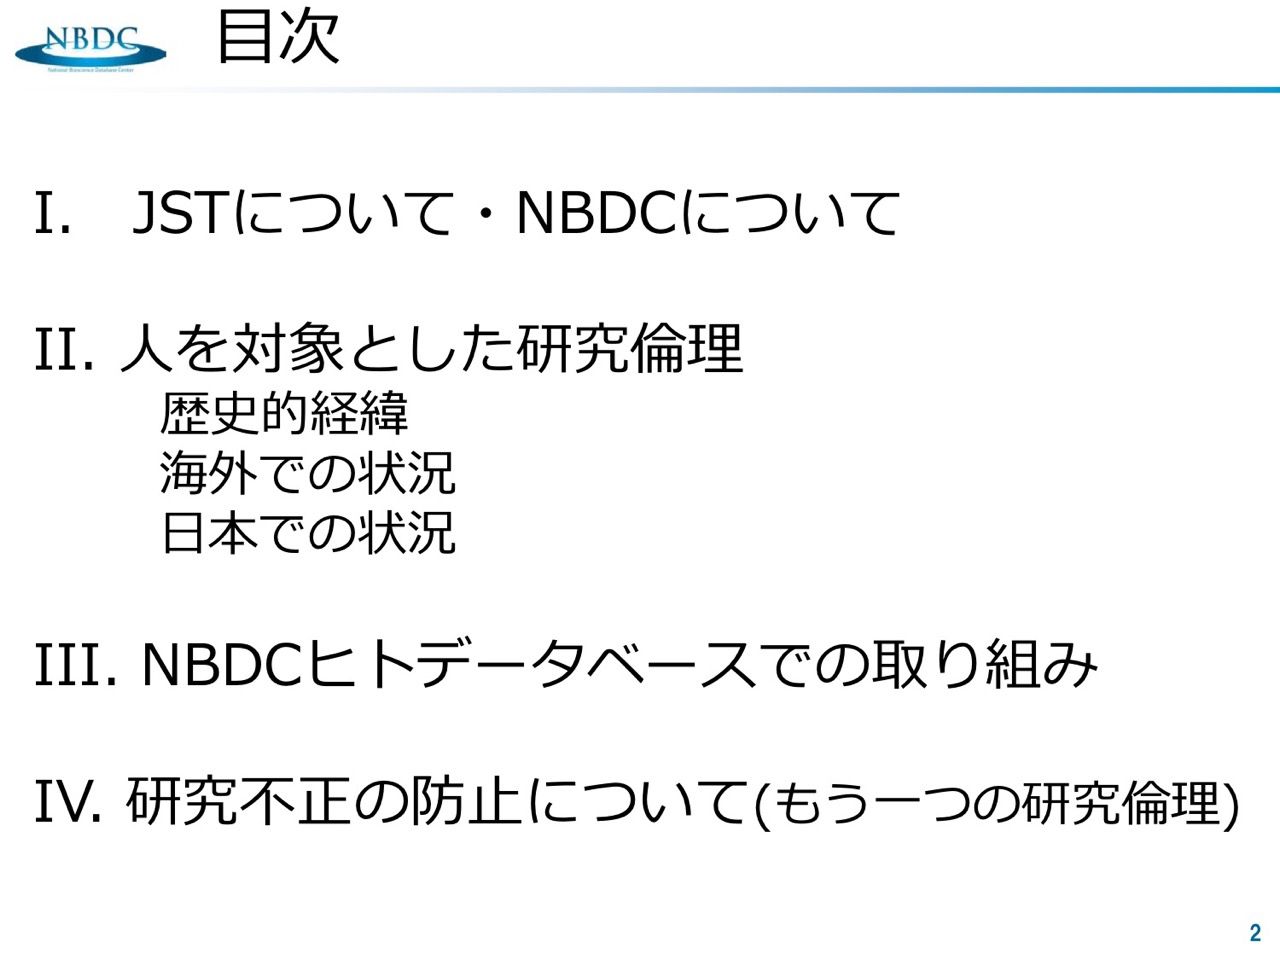 NBDC
National Bioscience Database Center
目次
I. JSTについて・NBDCについて
II. 人を対象とした研究倫理
歴史的経緯
海外での状況
日本での状況
III. NBDCヒトデータベースでの取り組み
IV. 研究不正の防止について(もう一つの研究倫理)
2